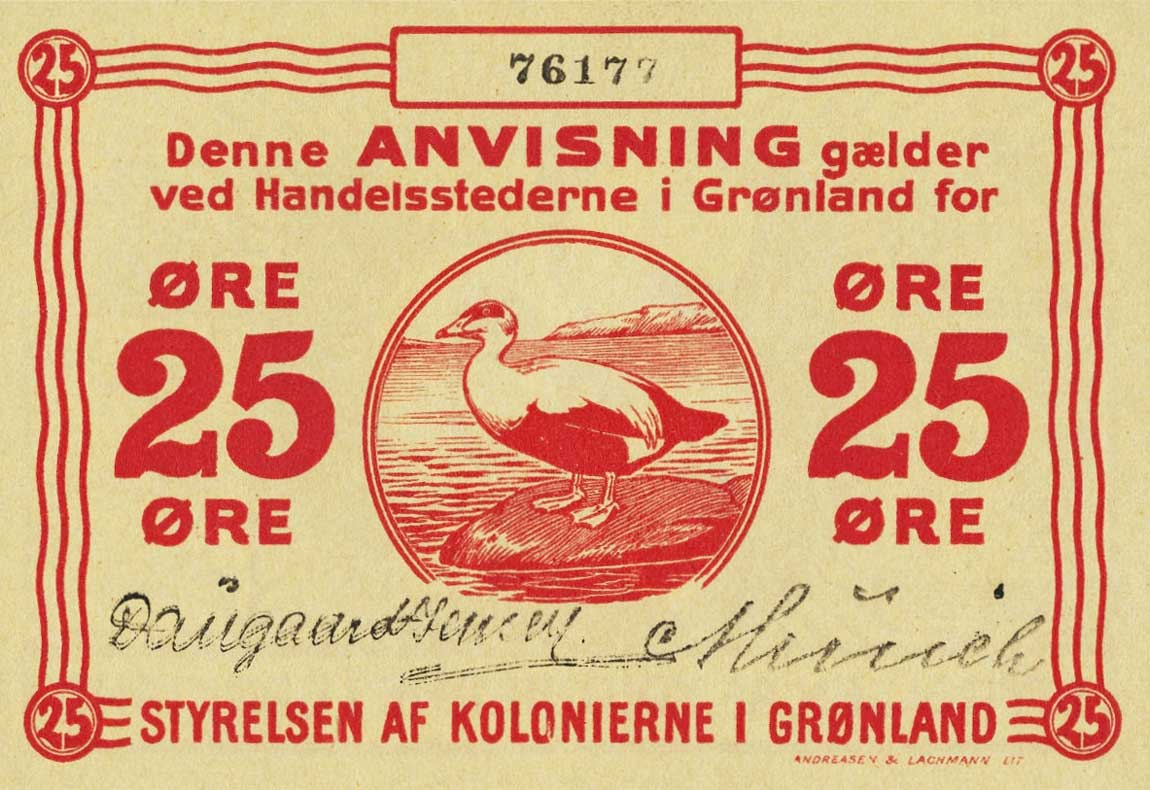 25 76177 25
Denne ANVISNING gælder
ved Handelsstederne i Grønland for
ØRE ØRE
25 25
ØRE ØRE
Daugaard-Jensen. Münich
25 STYRELSEN AF KOLONIERNE I GRØNLAND 25
ANDREASEN & LACHMANN LIT